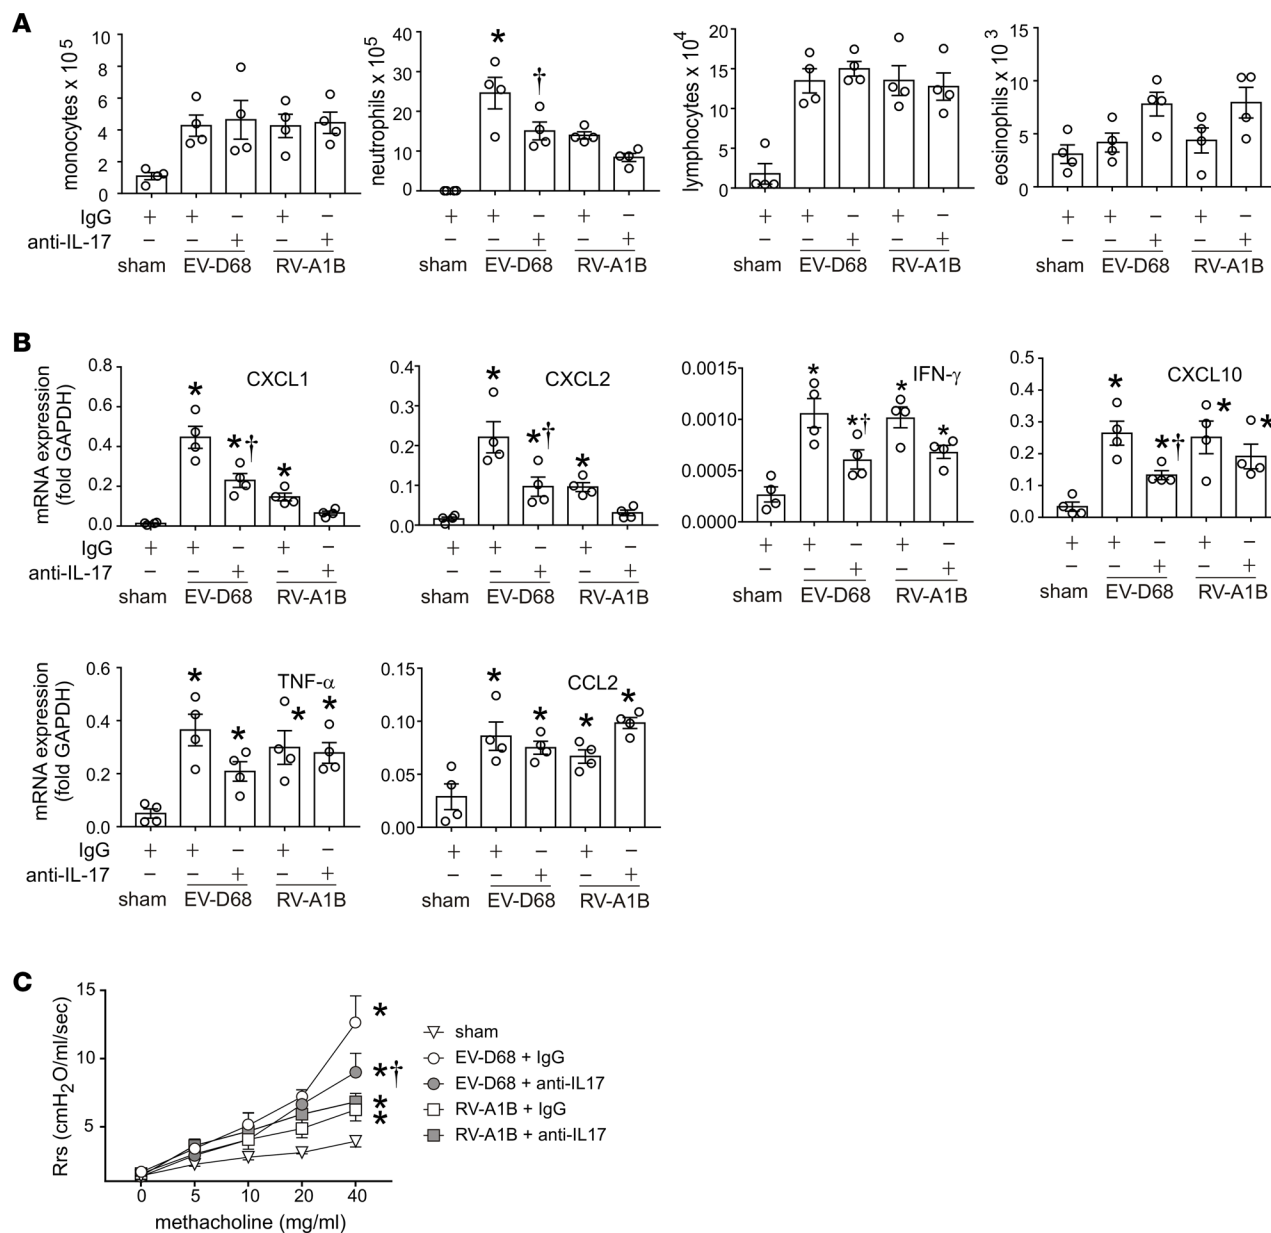 A
monocytes x 10 5
10
8
6
4
2
0
neutrophils x 10 5
40
30
20
10
0
*
†
lymphocytes x 10 4
20
15
10
5
0
eosinophils x 10 3
15
10
5
0
IgG + + − + −
anti-IL-17 − − + − +
sham EV-D68 RV-A1B
+ + − + −
− − + − +
sham EV-D68 RV-A1B
+ + − + −
− − + − +
sham EV-D68 RV-A1B
+ + − + −
− − + − +
sham EV-D68 RV-A1B
B
mRNA expression
(fold GAPDH)
0.8
0.6
0.4
0.2
0.0
CXCL1
* *† *
0.4
0.3
0.2
0.1
0.0
CXCL2
* *† *
0.0015
0.0010
0.0005
0.0000
IFN-γ
* *† * *
0.5
0.4
0.3
0.2
0.1
0.0
CXCL10
* *† * *
IgG + + − + −
anti-IL-17 − − + − +
sham EV-D68 RV-A1B
+ + − + −
− − + − +
sham EV-D68 RV-A1B
+ + − + −
− − + − +
sham EV-D68 RV-A1B
+ + − + −
− − + − +
sham EV-D68 RV-A1B
mRNA expression
(fold GAPDH)
0.6
0.4
0.2
0.0
TNF-α
* * * *
0.15
0.10
0.05
0.00
CCL2
* * * *
IgG + + − + −
anti-IL-17 − − + − +
sham EV-D68 RV-A1B
+ + − + −
− − + − +
sham EV-D68 RV-A1B
C
Rrs (cmH2O/ml/sec)
15
10
5
*
*†
*
*
0 5 10 20 40
methacholine (mg/ml)
sham
EV-D68 + IgG
EV-D68 + anti-IL17
RV-A1B + IgG
RV-A1B + anti-IL17